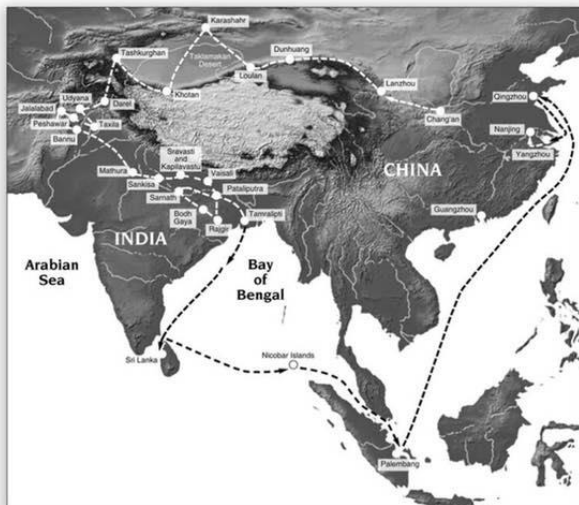 Karashahr
Tashkurghan
Taklamakan
Desert
Dunhuang
Loulan
Khotan
Lanzhou
Chang'an
Qingzhou
Nanjing
Yangzhou
Udyana
Jalalabad
Darel
Peshawar
Taxila
Bannu
Sravasti
and
Kapilavastu
Mathura
Vaisali
Sankisa
Pataliputra
Sarnath
Bodh
Gaya
Rajgir
Tamralipti
CHINA
Guangzhou
INDIA
Arabian
Sea
Bay
of
Bengal
Sri Lanka
Nicobar Islands
Palembang